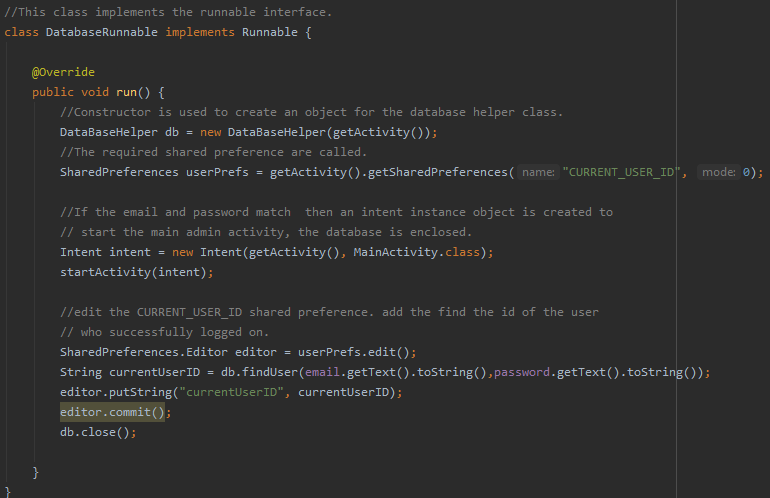 //This class implements the runnable interface.
class DatabaseRunnable implements Runnable {
@Override
public void run() {
//Constructor is used to create an object for the database helper class.
DataBaseHelper db = new DataBaseHelper(getActivity());
//The required shared preference are called.
SharedPreferences userPrefs = getActivity().getSharedPreferences( name: "CURRENT_USER_ID", mode: 0);
//If the email and password match  then an intent instance object is created to
// start the main admin activity, the database is enclosed.
Intent intent = new Intent(getActivity(), MainActivity.class);
startActivity(intent);
//edit the CURRENT_USER_ID shared preference. add the find the id of the user
// who successfully logged on.
SharedPreferences.Editor editor = userPrefs.edit();
String currentUserID = db.findUser(email.getText().toString(),password.getText().toString());
editor.putString("currentUserID", currentUserID);
editor.commit();
db.close();
}
}